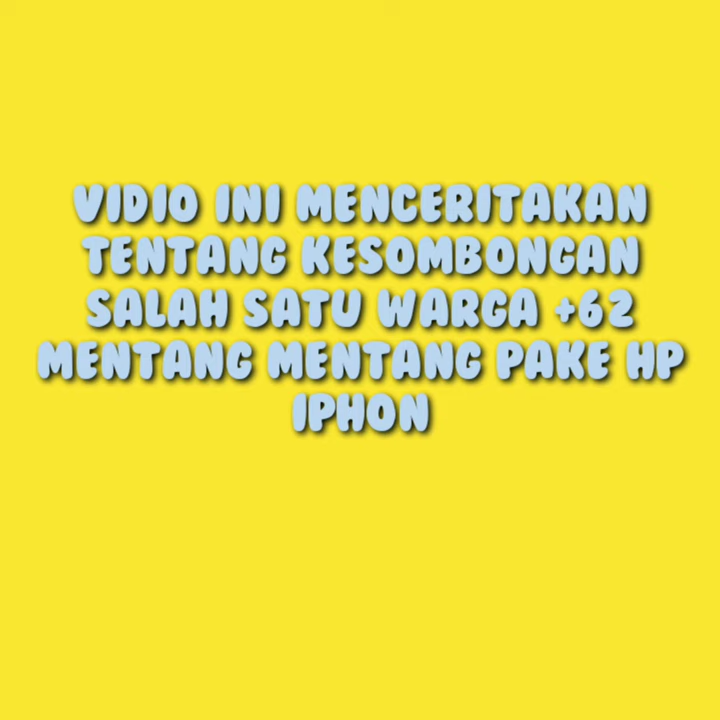 VIDIO INI MENCERITAKAN
TENTANG KESOMBONGAN
SALAH SATU WARGA +62
MENTANG MENTANG PAKE HP
IPHON